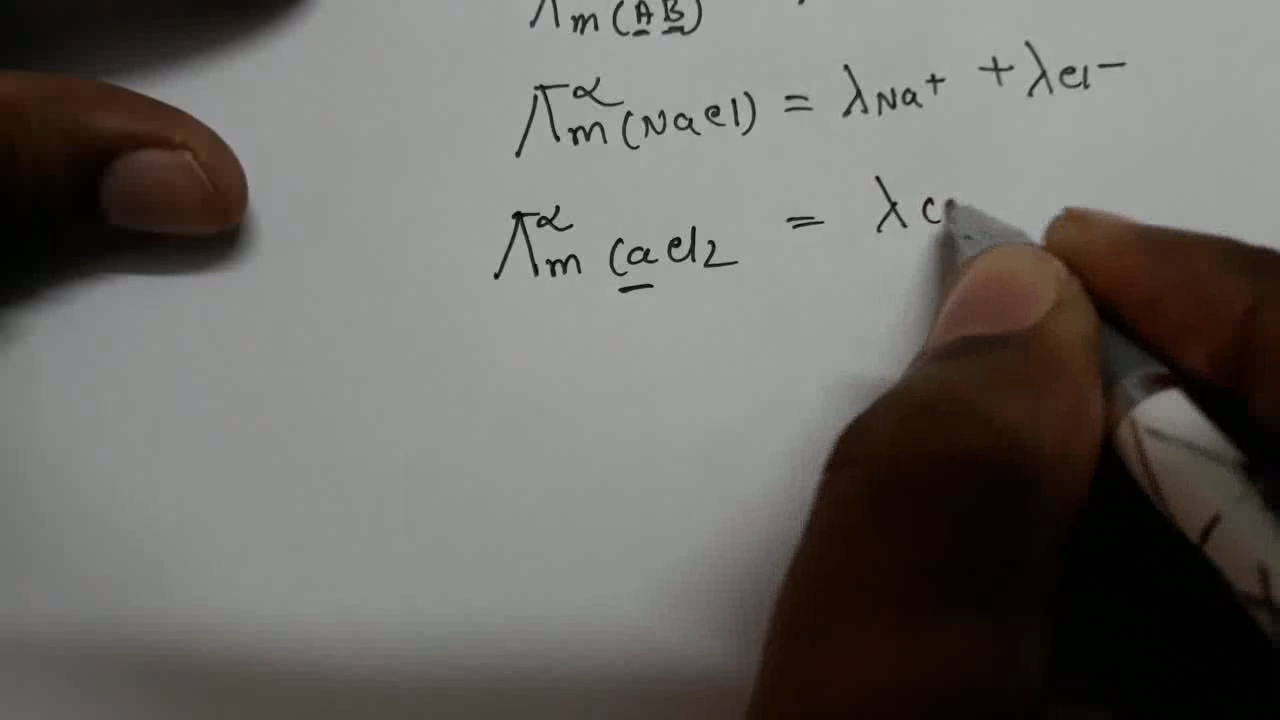 Λm(AB)
Λ^α m(NaCl) = λNa+ + λCl−
Λ^α m CaCl2 = λC